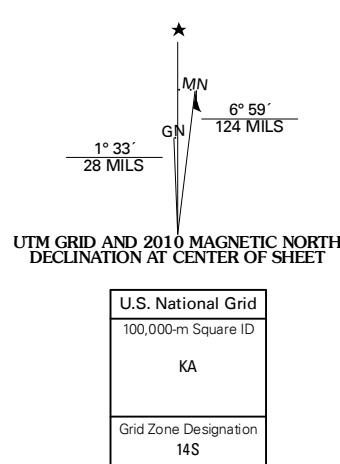 MN
6° 59´
124 MILS
GN
1° 33´
28 MILS
UTM GRID AND 2010 MAGNETIC NORTH
DECLINATION AT CENTER OF SHEET
U.S. National Grid
100,000-m Square ID
KA
Grid Zone Designation
14S